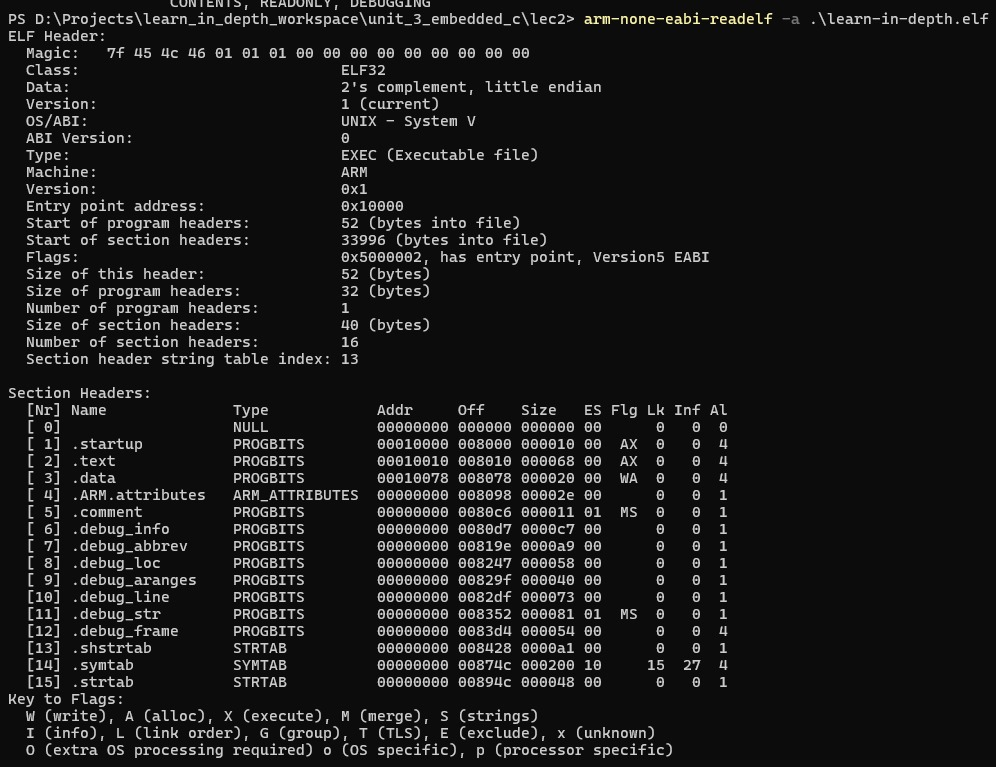 CONTENTS, READONLY, DEBUGGING
PS D:\Projects\learn_in_depth_workspace\unit_3_embedded_c\lec2> arm-none-eabi-readelf -a .\learn-in-depth.elf
ELF Header:
  Magic:   7f 45 4c 46 01 01 01 00 00 00 00 00 00 00 00 00
  Class:                             ELF32
  Data:                              2's complement, little endian
  Version:                           1 (current)
  OS/ABI:                            UNIX - System V
  ABI Version:                       0
  Type:                              EXEC (Executable file)
  Machine:                           ARM
  Version:                           0x1
  Entry point address:               0x10000
  Start of program headers:          52 (bytes into file)
  Start of section headers:          33996 (bytes into file)
  Flags:                             0x5000002, has entry point, Version5 EABI
  Size of this header:               52 (bytes)
  Size of program headers:           32 (bytes)
  Number of program headers:         1
  Size of section headers:           40 (bytes)
  Number of section headers:         16
  Section header string table index: 13

Section Headers:
  [Nr] Name              Type            Addr     Off    Size   ES Flg Lk Inf Al
  [ 0]                   NULL            00000000 000000 000000 00      0   0  0
  [ 1] .startup          PROGBITS        00010000 008000 000010 00  AX  0   0  4
  [ 2] .text             PROGBITS        00010010 008010 000068 00  AX  0   0  4
  [ 3] .data             PROGBITS        00010078 008078 000020 00  WA  0   0  4
  [ 4] .ARM.attributes   ARM_ATTRIBUTES  00000000 008098 00002e 00      0   0  1
  [ 5] .comment          PROGBITS        00000000 0080c6 000011 01  MS  0   0  1
  [ 6] .debug_info       PROGBITS        00000000 0080d7 0000c7 00      0   0  1
  [ 7] .debug_abbrev     PROGBITS        00000000 00819e 0000a9 00      0   0  1
  [ 8] .debug_loc        PROGBITS        00000000 008247 000058 00      0   0  1
  [ 9] .debug_aranges    PROGBITS        00000000 00829f 000040 00      0   0  1
  [10] .debug_line       PROGBITS        00000000 0082df 000073 00      0   0  1
  [11] .debug_str        PROGBITS        00000000 008352 000081 01  MS  0   0  1
  [12] .debug_frame      PROGBITS        00000000 0083d4 000054 00      0   0  4
  [13] .shstrtab         STRTAB          00000000 008428 0000a1 00      0   0  1
  [14] .symtab           SYMTAB          00000000 00874c 000200 10     15  27  4
  [15] .strtab           STRTAB          00000000 00894c 000048 00      0   0  1
Key to Flags:
  W (write), A (alloc), X (execute), M (merge), S (strings)
  I (info), L (link order), G (group), T (TLS), E (exclude), x (unknown)
  O (extra OS processing required) o (OS specific), p (processor specific)